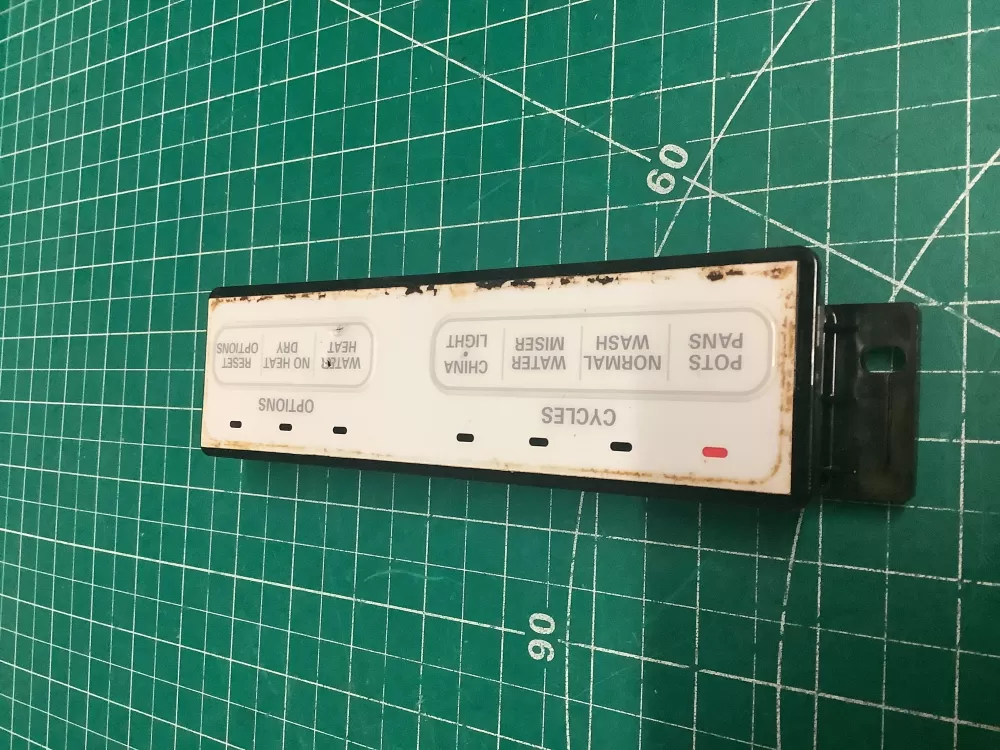 CYCLES
POTS
PANS
NORMAL
WASH
WATER
MISER
CHINA
LIGHT
OPTIONS
WATER
HEAT
NO HEAT
DRY
RESET
OPTIONS
60
90